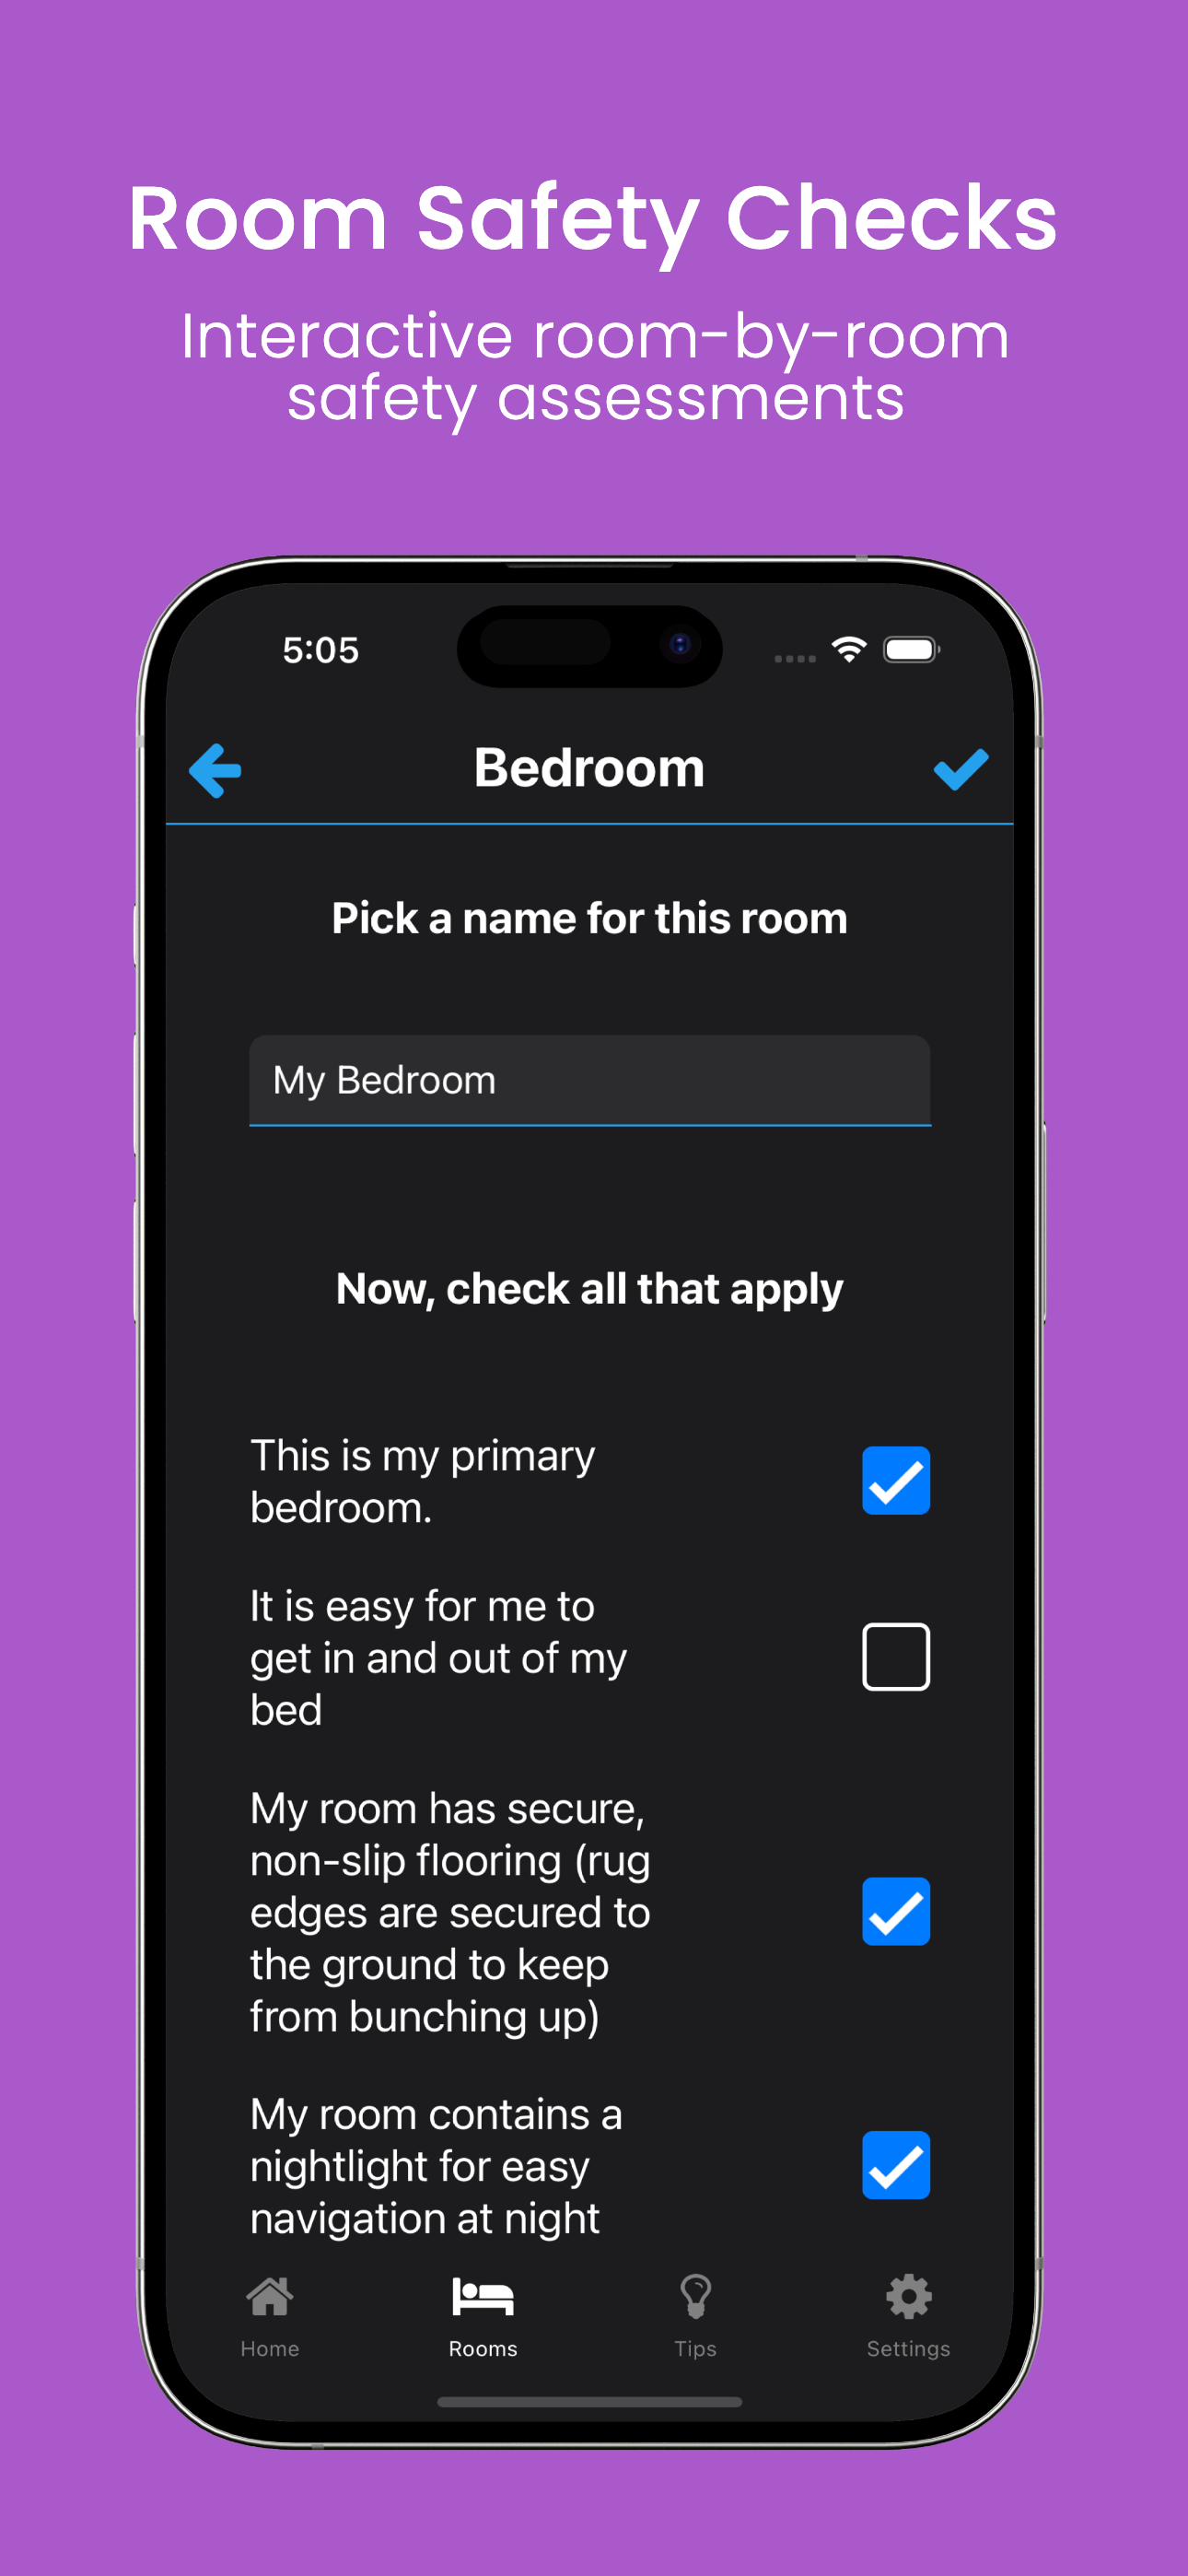 Room Safety Checks
Interactive room-by-room
safety assessments
5:05
Bedroom
Pick a name for this room
My Bedroom
Now, check all that apply
This is my primary
bedroom.
It is easy for me to
get in and out of my
bed
My room has secure,
non-slip flooring (rug
edges are secured to
the ground to keep
from bunching up)
My room contains a
nightlight for easy
navigation at night
Home
Rooms
Tips
Settings